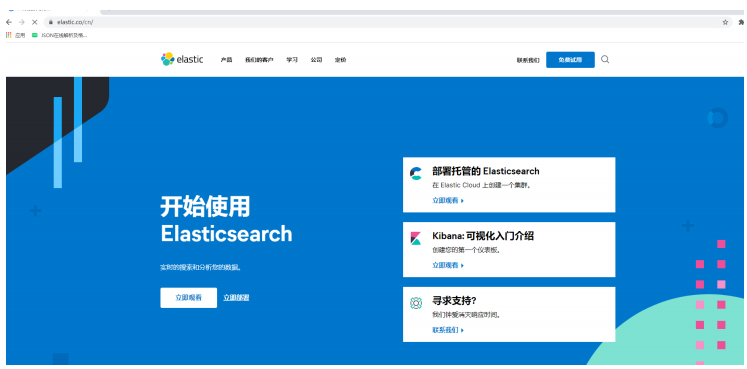 elastic.co/cn/
应用
JSON在线解析及格...
elastic 产品 我们的客户 学习 公司 定价 联系我们 免费试用
开始使用
Elasticsearch
实时的搜索和分析您的数据。
立即观看 立即部署
部署托管的 Elasticsearch
在 Elastic Cloud 上创建一个集群。
立即观看
Kibana: 可视化入门介绍
创建您的第一个仪表板。
立即观看
寻求支持?
我们钟爱消灭响应时间。
联系我们